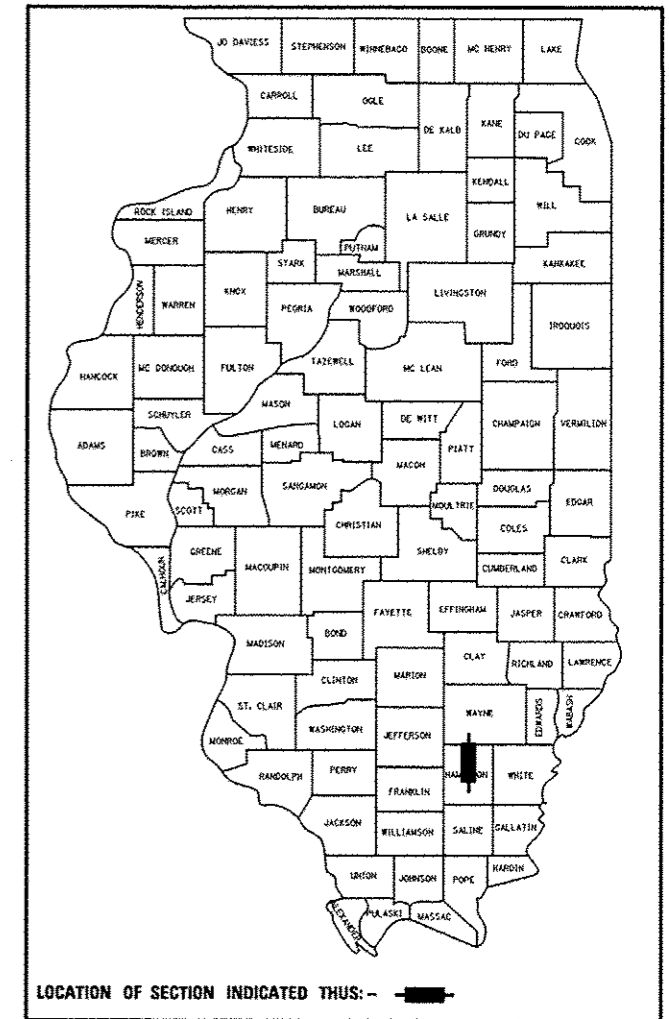 JO DAVIESS STEPHENSON WINNEBAGO BOONE MC HENRY LAKE
CARROLL OGLE DE KALB KANE DU PAGE COOK
WHITESIDE LEE KENDALL WILL
ROCK ISLAND HENRY BUREAU LA SALLE GRUNDY
MERCER PUTNAM KANKAKEE
STARK MARSHALL
HENDERSON WARREN KNOX PEORIA WOODFORD LIVINGSTON IROQUOIS
HANCOCK MC DONOUGH FULTON TAZEWELL MC LEAN FORD
SCHUYLER MASON LOGAN DE WITT CHAMPAIGN VERMILION
ADAMS BROWN CASS MENARD MACON PIATT
PIKE SCOTT MORGAN SANGAMON CHRISTIAN MOULTRIE DOUGLAS EDGAR
COLES
CALHOUN GREENE MACOUPIN MONTGOMERY SHELBY CUMBERLAND CLARK
JERSEY FAYETTE EFFINGHAM JASPER CRAWFORD
MADISON BOND CLAY RICHLAND LAWRENCE
CLINTON MARION
ST. CLAIR WAYNE EDWARDS WABASH
MONROE WASHINGTON JEFFERSON
RANDOLPH PERRY FRANKLIN WHITE
JACKSON WILLIAMSON SALINE GALLATIN
UNION JOHNSON POPE HARDIN
ALEXANDER PULASKI MASSAC
LOCATION OF SECTION INDICATED THUS: -